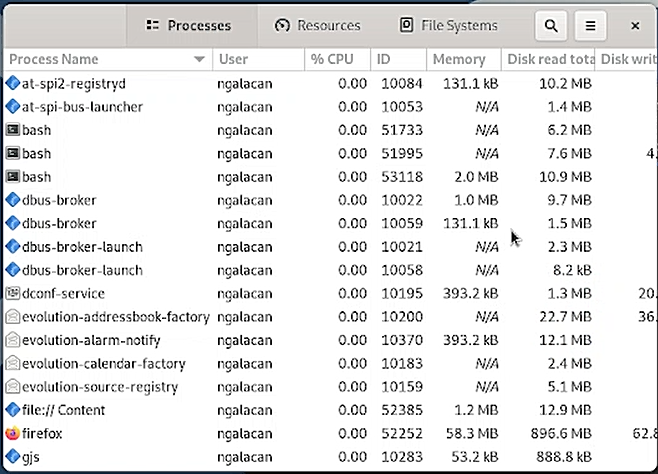 Processes Resources File Systems
Process Name User % CPU ID Memory Disk read tota Disk writ
at-spi2-registryd ngalacan 0.00 10084 131.1 kB 10.2 MB
at-spi-bus-launcher ngalacan 0.00 10053 N/A 1.4 MB
bash ngalacan 0.00 51733 N/A 6.2 MB
bash ngalacan 0.00 51995 N/A 7.6 MB 4.
bash ngalacan 0.00 53118 2.0 MB 10.9 MB
dbus-broker ngalacan 0.00 10022 1.0 MB 9.7 MB
dbus-broker ngalacan 0.00 10059 131.1 kB 1.5 MB
dbus-broker-launch ngalacan 0.00 10021 N/A 2.3 MB
dbus-broker-launch ngalacan 0.00 10058 N/A 8.2 kB
dconf-service ngalacan 0.00 10195 393.2 kB 1.3 MB 20.
evolution-addressbook-factory ngalacan 0.00 10200 N/A 22.7 MB 36.
evolution-alarm-notify ngalacan 0.00 10370 393.2 kB 12.1 MB
evolution-calendar-factory ngalacan 0.00 10183 N/A 2.4 MB
evolution-source-registry ngalacan 0.00 10159 N/A 5.1 MB
file:// Content ngalacan 0.00 52385 1.2 MB 12.9 MB
firefox ngalacan 0.00 52252 58.3 MB 896.6 MB 62.8
gjs ngalacan 0.00 10283 53.2 kB 888.8 kB